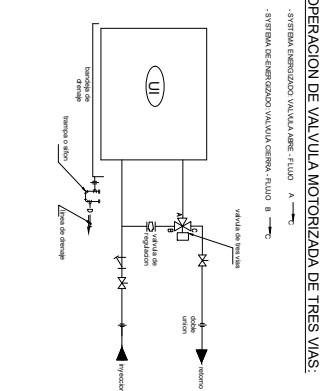 OPERACION DE VALVULA MOTORIZADA DE TRES VIAS:
- SYSTEMA ENERGIZADO: VALVULA ABRE - FLUJO A C
- SYSTEMA DE-ENERGIZADO: VALVULA CIERRA - FLUJO B C
valvula de tres vias
UI
A
C
B
valvula de
regulacion
doble
union
retorno
inyeccion
bandeja de
drenaje
trampa o sifon
D
linea de drenaje